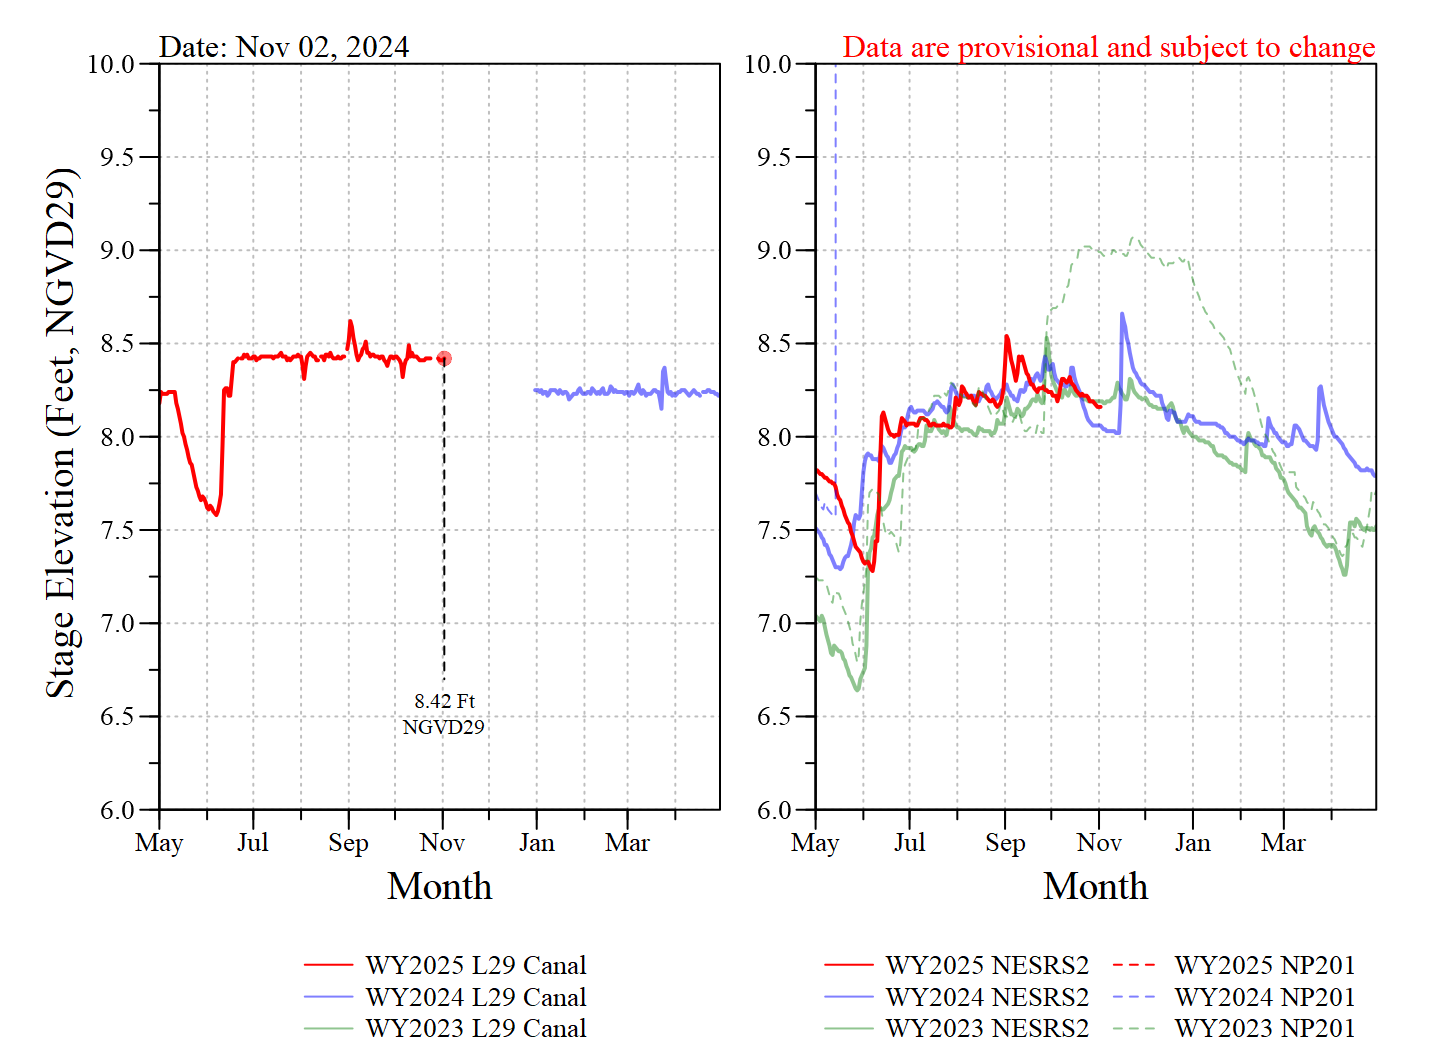 Date: Nov 02, 2024
Data are provisional and subject to change
Stage Elevation (Feet, NGVD29)
10.0
9.5
9.0
8.5
8.0
7.5
7.0
6.5
6.0
8.42 Ft
NGVD29
May Jul Sep Nov Jan Mar
Month
10.0
9.5
9.0
8.5
8.0
7.5
7.0
6.5
6.0
May Jul Sep Nov Jan Mar
Month
WY2025 L29 Canal
WY2024 L29 Canal
WY2023 L29 Canal
WY2025 NESRS2
WY2024 NESRS2
WY2023 NESRS2
WY2025 NP201
WY2024 NP201
WY2023 NP201